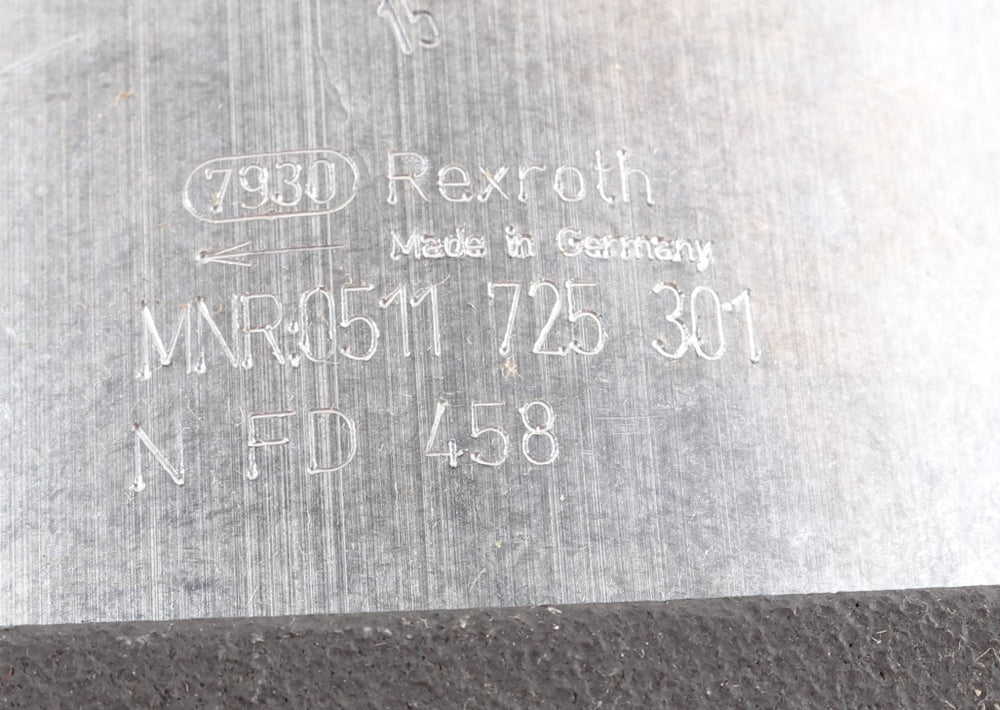 15
7930 Rexroth
Made in Germany
MNR:0511 725 301
N FD 458